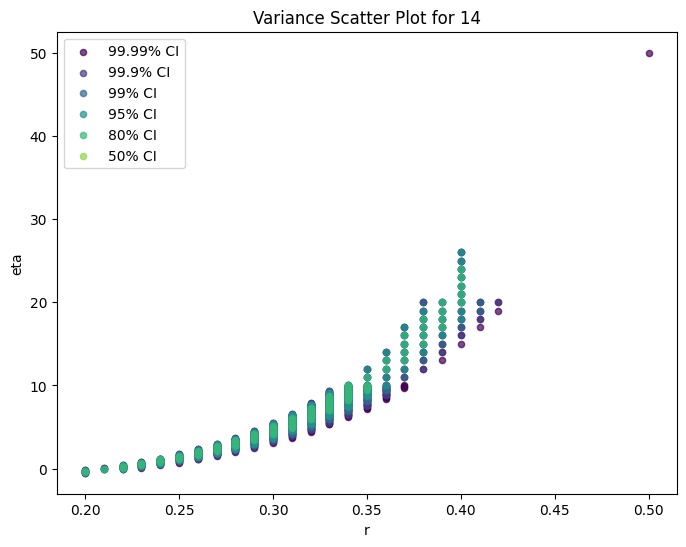 Variance Scatter Plot for 14
50
40
30
20
10
0
eta
99.99% CI
99.9% CI
99% CI
95% CI
80% CI
50% CI
0.20
0.25
0.30
0.35
0.40
0.45
0.50
r